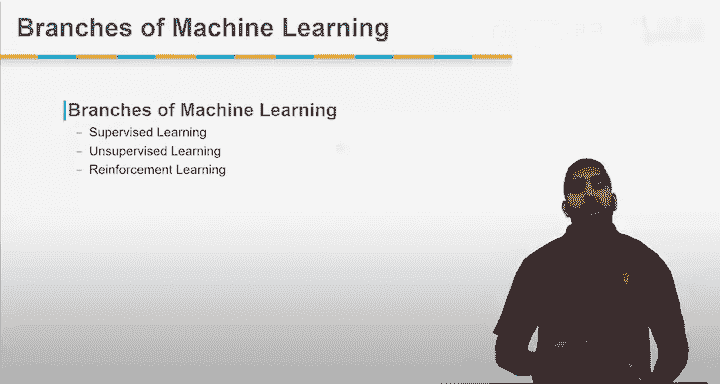 Branches of Machine Learning
Branches of Machine Learning
– Supervised Learning
– Unsupervised Learning
– Reinforcement Learning